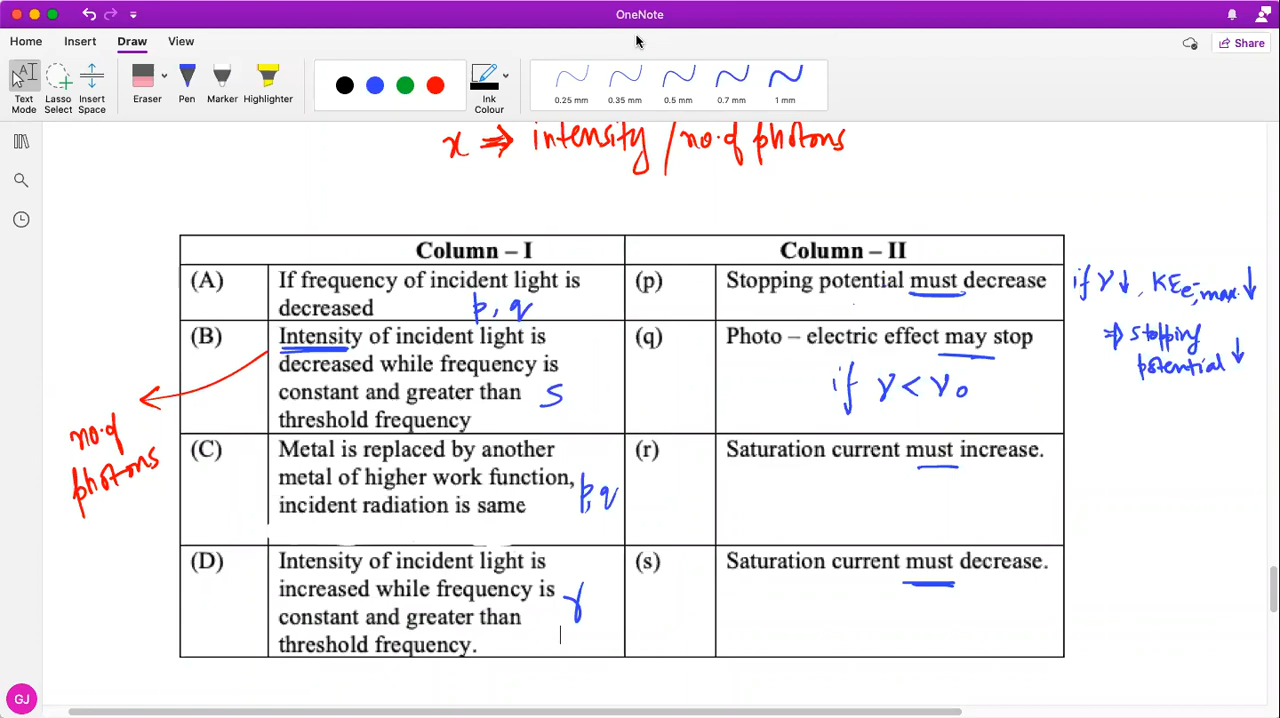 OneNote
Home Insert Draw View
Share
Text Mode
Lasso Select
Insert Space
Eraser
Pen
Marker
Highlighter
Ink Colour
0.25 mm
0.35 mm
0.5 mm
0.7 mm
1 mm
x ⇒ intensity / no. of photons
Column – I Column – II
(A) If frequency of incident light is
decreased p, q
(p) Stopping potential must decrease
if γ↓, KE e⁻, max. ↓
⇒ stopping
potential ↓
(B) Intensity of incident light is
decreased while frequency is
constant and greater than s
threshold frequency
(q) Photo – electric effect may stop
if γ < γ₀
no. of
photons
(C) Metal is replaced by another
metal of higher work function,
incident radiation is same p, q
(r) Saturation current must increase.
(D) Intensity of incident light is
increased while frequency is r
constant and greater than
threshold frequency.
(s) Saturation current must decrease.
GJ